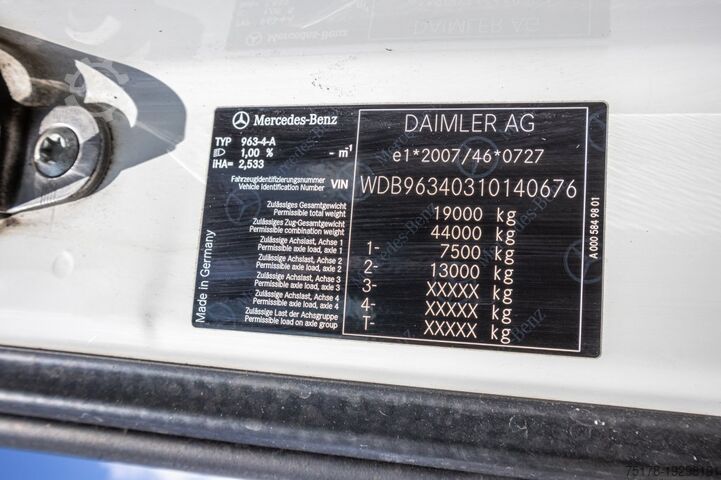 Mercedes-Benz
DAIMLER AG
TYP 963-4-A
1,00 % - m⁻¹
iHA= 2,533
e1*2007/46*0727
Fahrzeugidentifizierungsnummer
Vehicle Identification Number VIN WDB96340310140676
Zulässiges Gesamtgewicht
Permissible total weight 19000 kg
Zulässiges Zug-Gesamtgewicht
Permissible combination weight 44000 kg
Zulässige Achslast, Achse 1
Permissible axle load, axle 1 1- 7500 kg
Zulässige Achslast, Achse 2
Permissible axle load, axle 2 2- 13000 kg
Zulässige Achslast, Achse 3
Permissible axle load, axle 3 3- XXXXX kg
Zulässige Achslast, Achse 4
Permissible axle load, axle 4 4- XXXXX kg
Zulässige Last der Achsgruppe
Permissible load on axle group T- XXXXX kg
Made in Germany
A 000 584 98 01
75178-19298191